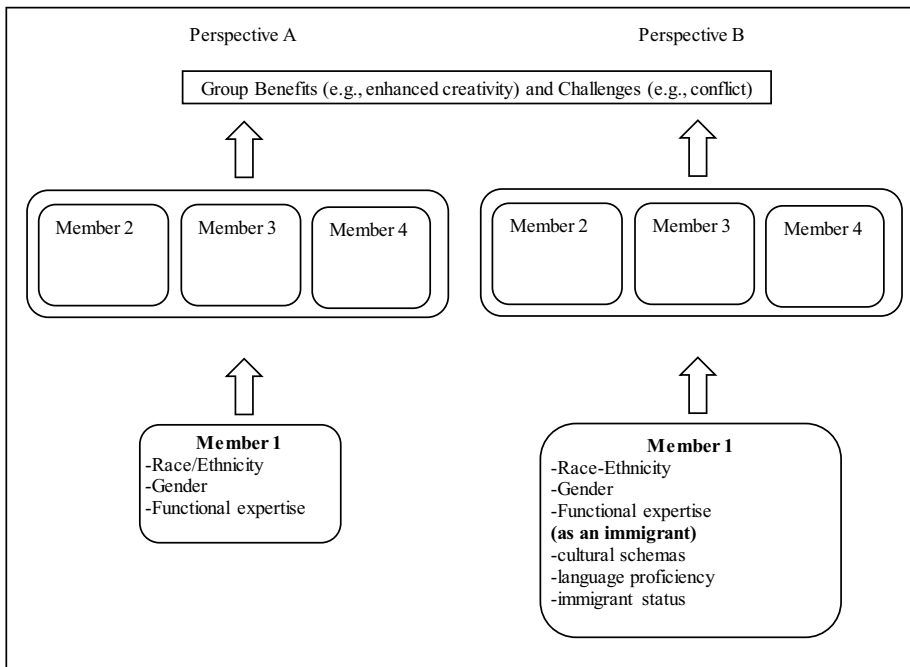 Perspective A
Perspective B
Group Benefits (e.g., enhanced creativity) and Challenges (e.g., conflict)
Member 2
Member 3
Member 4
Member 2
Member 3
Member 4
Member 1
-Race/Ethnicity
-Gender
-Functional expertise
Member 1
-Race-Ethnicity
-Gender
-Functional expertise
(as an immigrant)
-cultural schemas
-language proficiency
-immigrant status